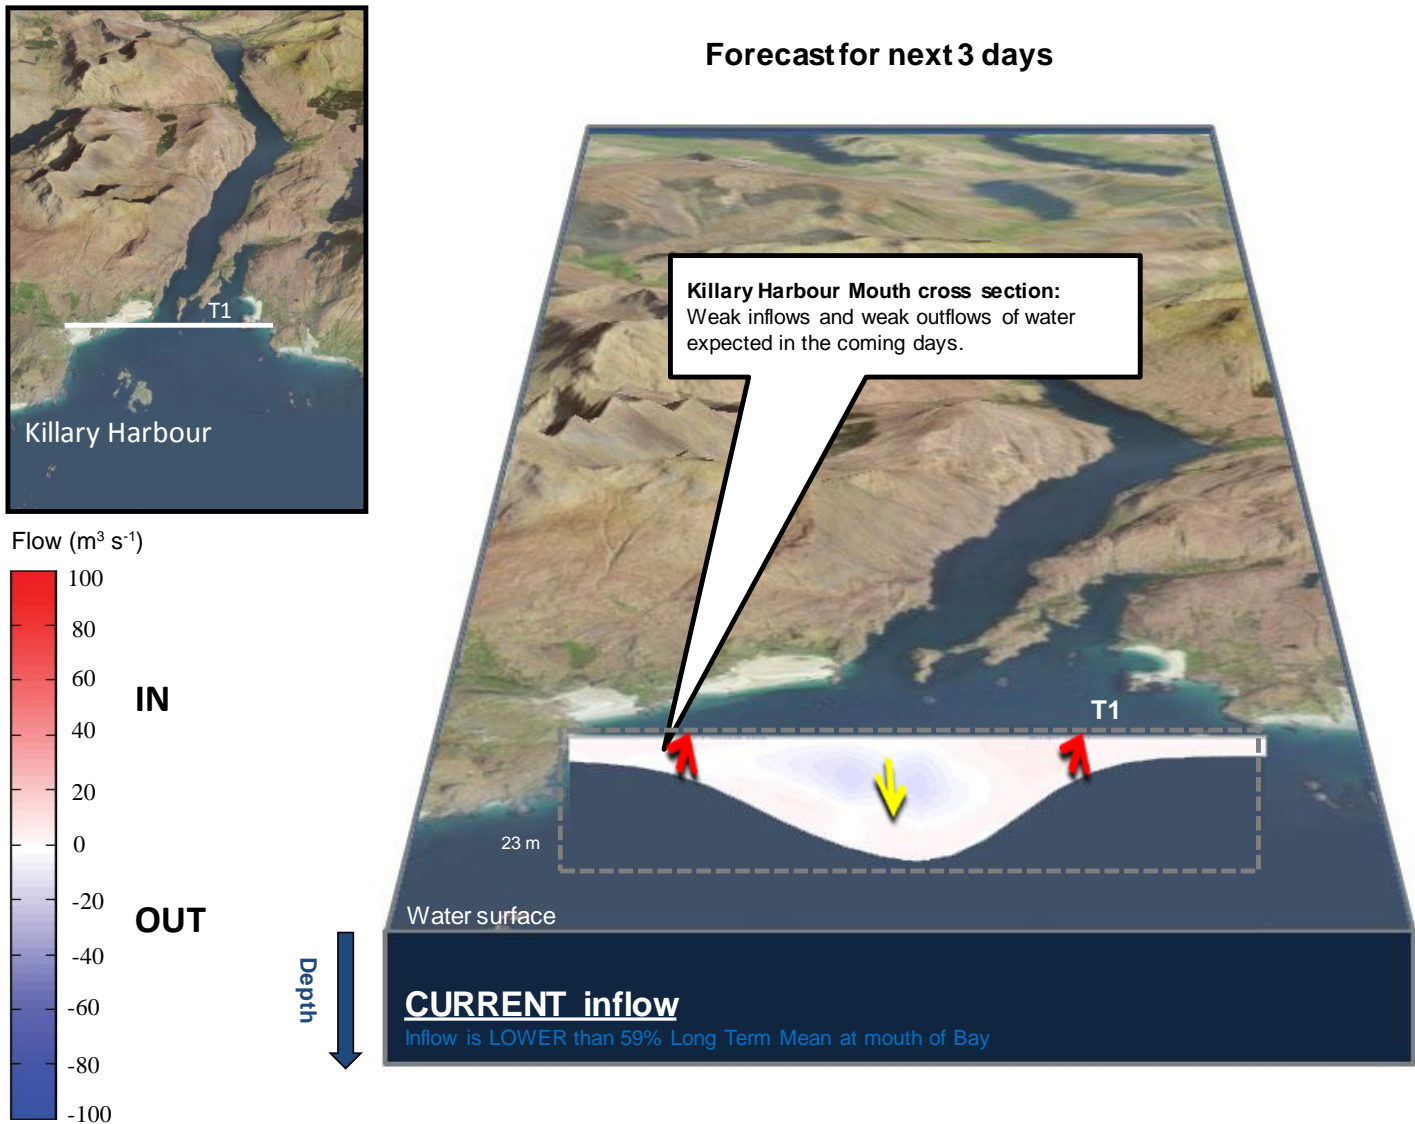 Forecast for next 3 days
T1
Killary Harbour
Killary Harbour Mouth cross section:
Weak inflows and weak outflows of water
expected in the coming days.
Flow (m³ s⁻¹)
100
80
60
40
20
0
-20
-40
-60
-80
-100
IN
OUT
T1
23 m
Water surface
Depth
CURRENT inflow
Inflow is LOWER than 59% Long Term Mean at mouth of Bay